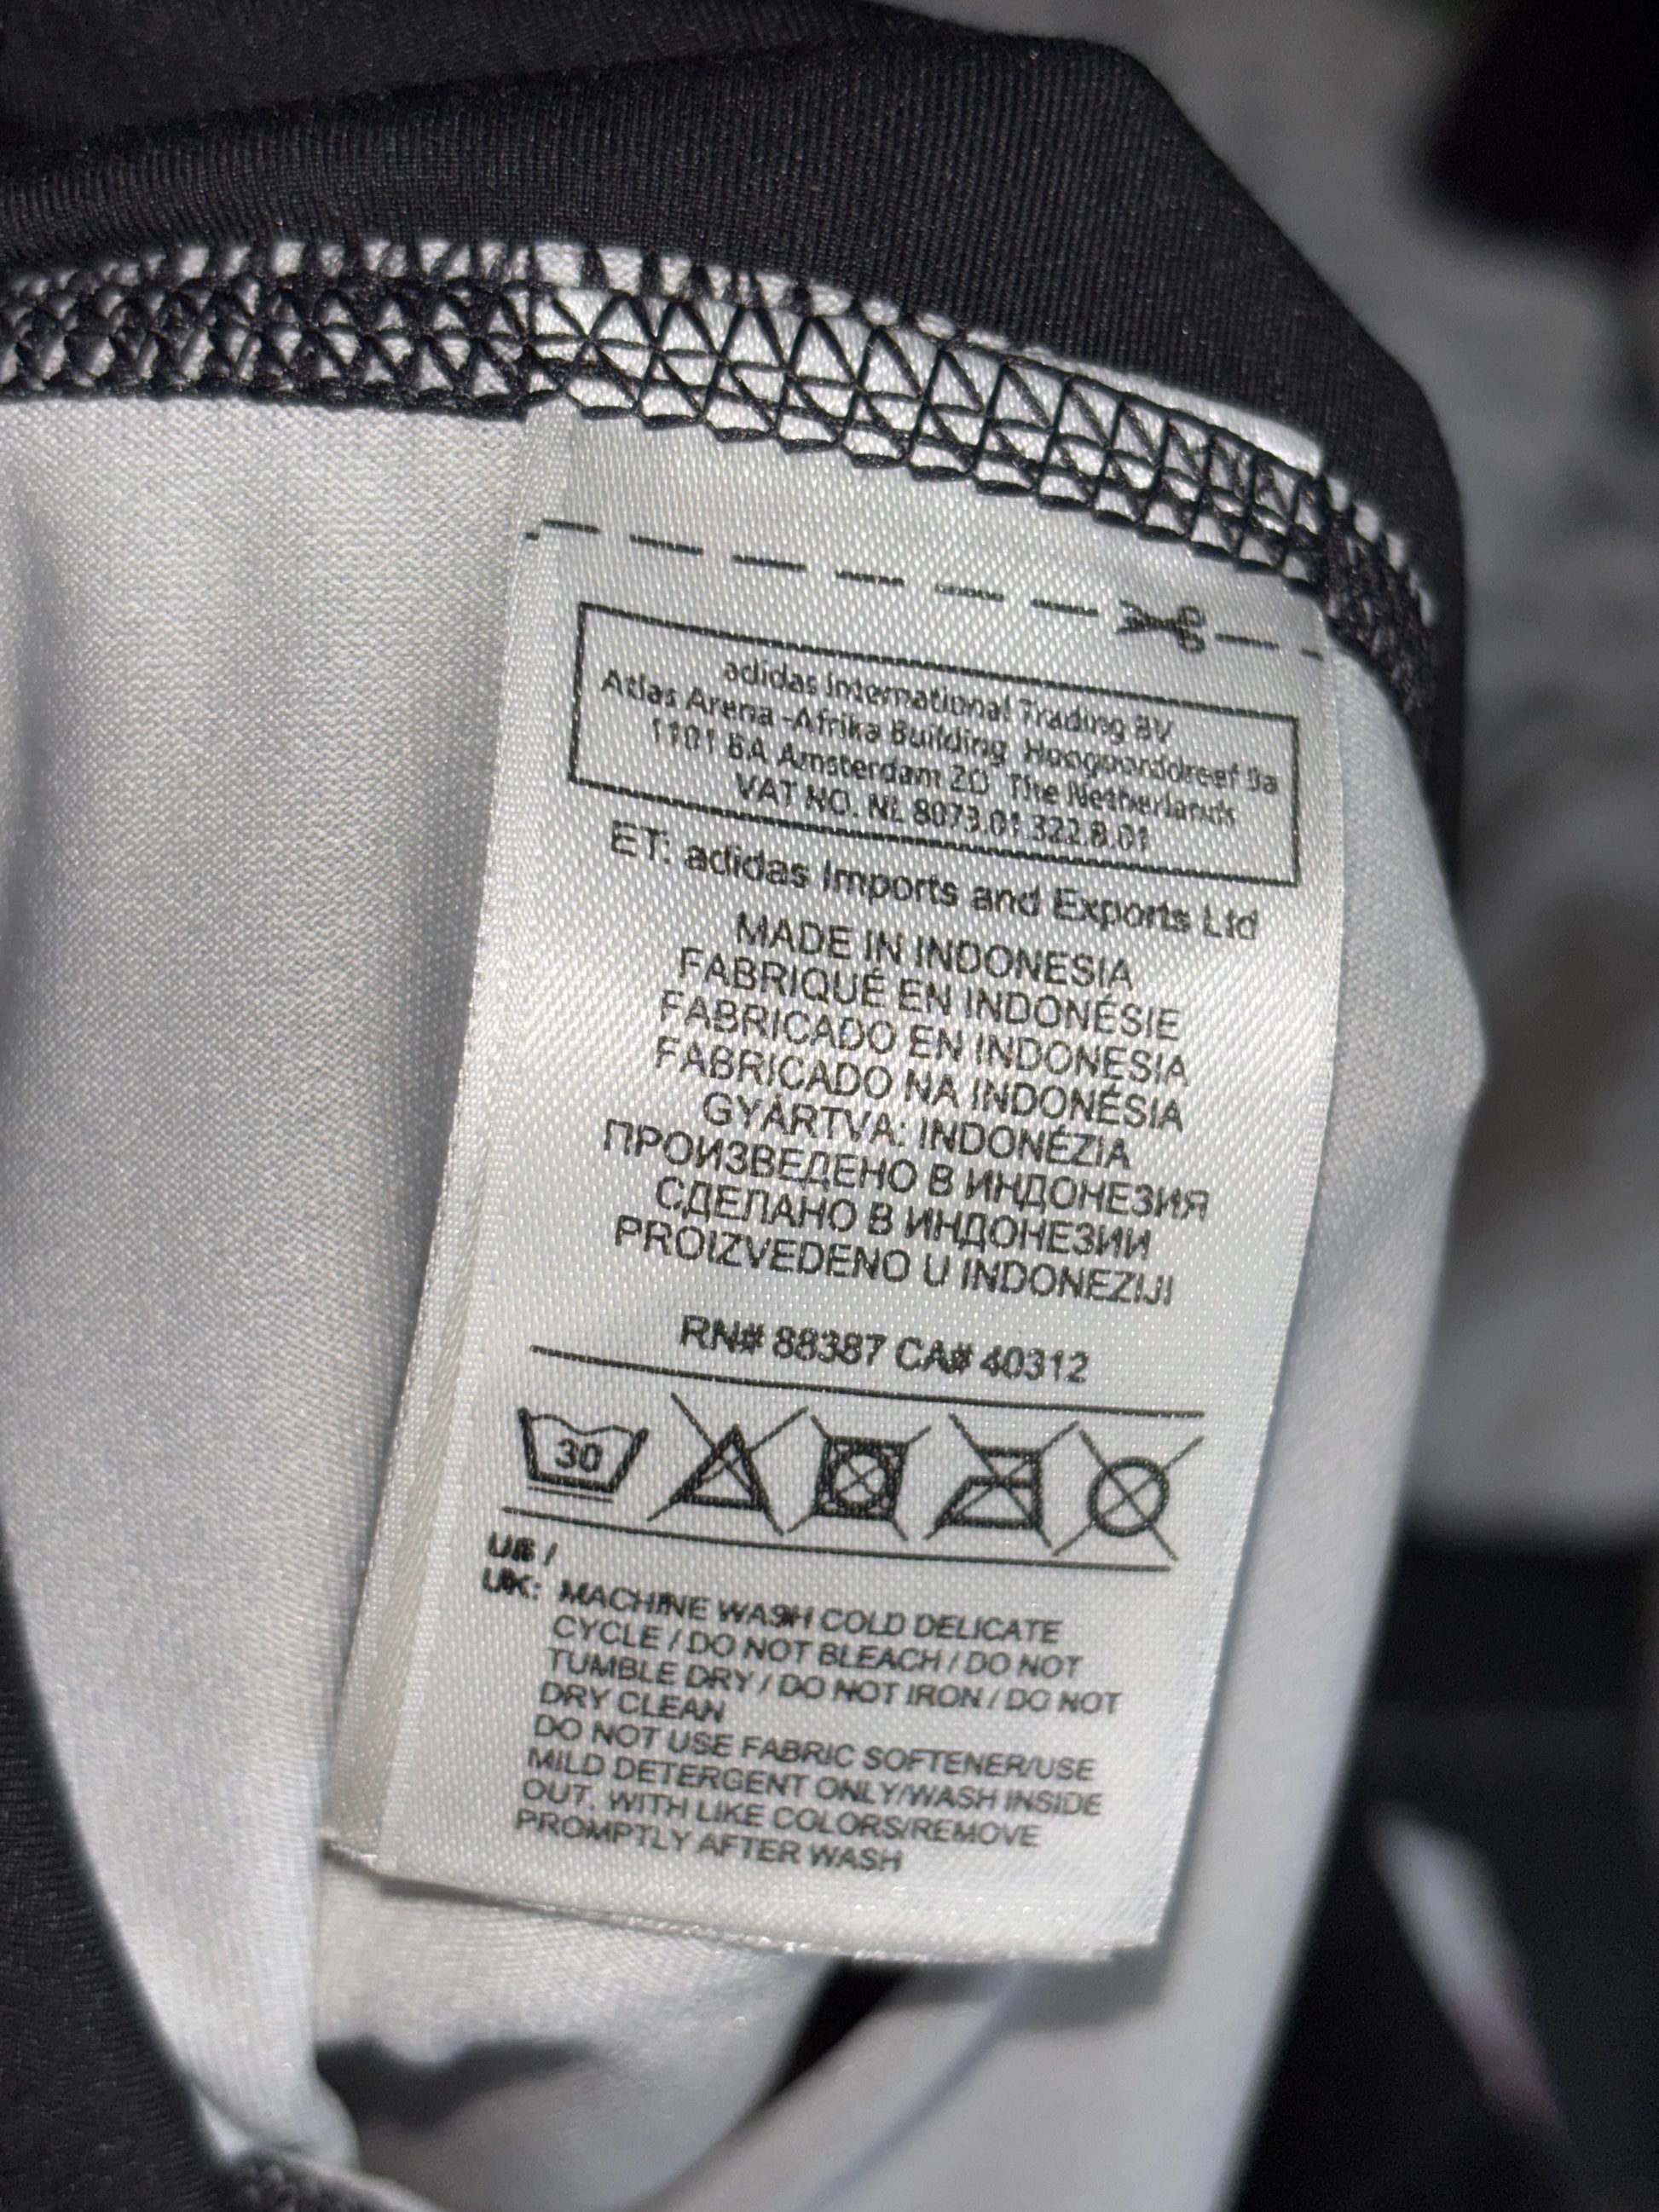 adidas International Trading BV
Atlas Arena -Afrika Building, Hoogoorddreef 9a
1101 BA Amsterdam ZO The Netherlands
VAT NO. NL 8073.01.322.B.01
ET: adidas Imports and Exports Ltd
MADE IN INDONESIA
FABRIQUÉ EN INDONÉSIE
FABRICADO EN INDONESIA
FABRICADO NA INDONÉSIA
GYÁRTVA: INDONÉZIA
ПРОИЗВЕДЕНО В ИНДОНЕЗИЯ
СДЕЛАНО В ИНДОНЕЗИИ
PROIZVEDENO U INDONEZIJI
RN# 88387 CA# 40312
30
US /
UK: MACHINE WASH COLD DELICATE
CYCLE / DO NOT BLEACH / DO NOT
TUMBLE DRY / DO NOT IRON / DO NOT
DRY CLEAN
DO NOT USE FABRIC SOFTENER/USE
MILD DETERGENT ONLY/WASH INSIDE
OUT, WITH LIKE COLORS/REMOVE
PROMPTLY AFTER WASH